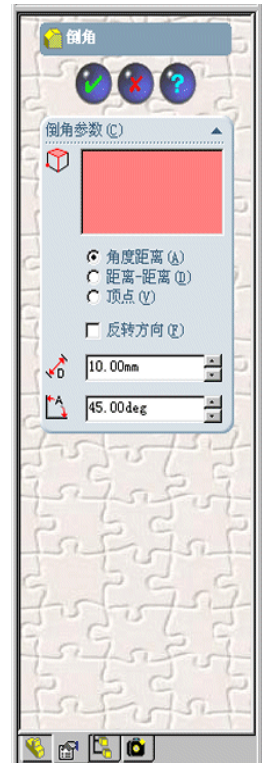 倒角
?
倒角参数(C)
角度距离(A)
距离-距离(D)
顶点(V)
反转方向(F)
D
10.00mm
A
45.00deg